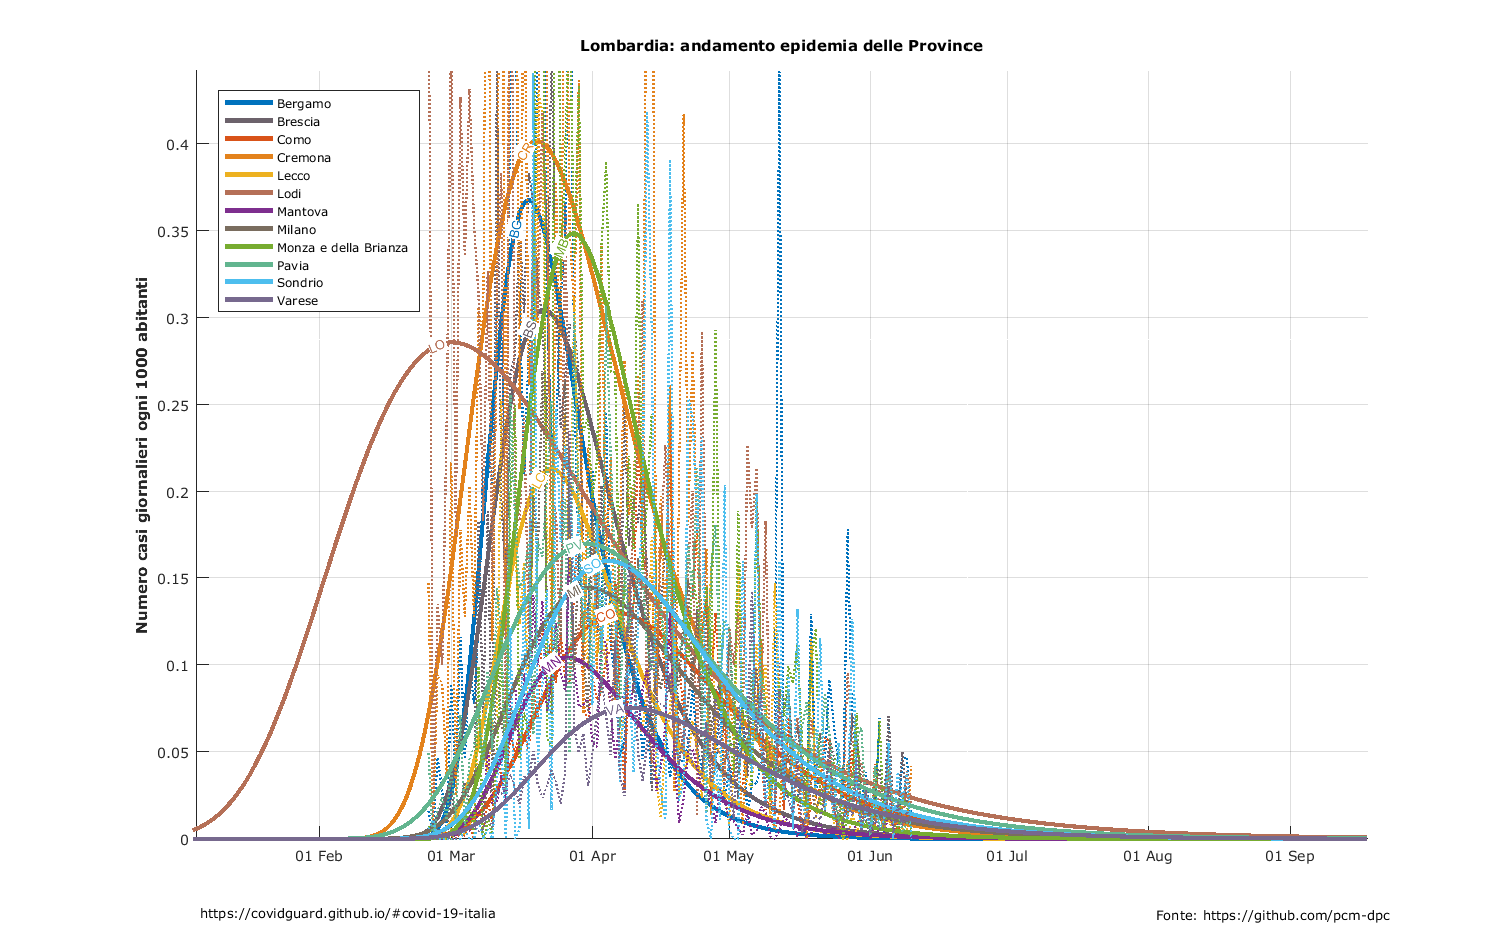 Lombardia: andamento epidemia delle Province
Numero casi giornalieri ogni 1000 abitanti
0.4
0.35
0.3
0.25
0.2
0.15
0.1
0.05
0
Bergamo
Brescia
Como
Cremona
Lecco
Lodi
Mantova
Milano
Monza e della Brianza
Pavia
Sondrio
Varese
CR
BG
MB
BS
LO
LC
PV
SO
MI
CO
MN
VA
01 Feb
01 Mar
01 Apr
01 May
01 Jun
01 Jul
01 Aug
01 Sep
https://covidguard.github.io/#covid-19-italia
Fonte: https://github.com/pcm-dpc